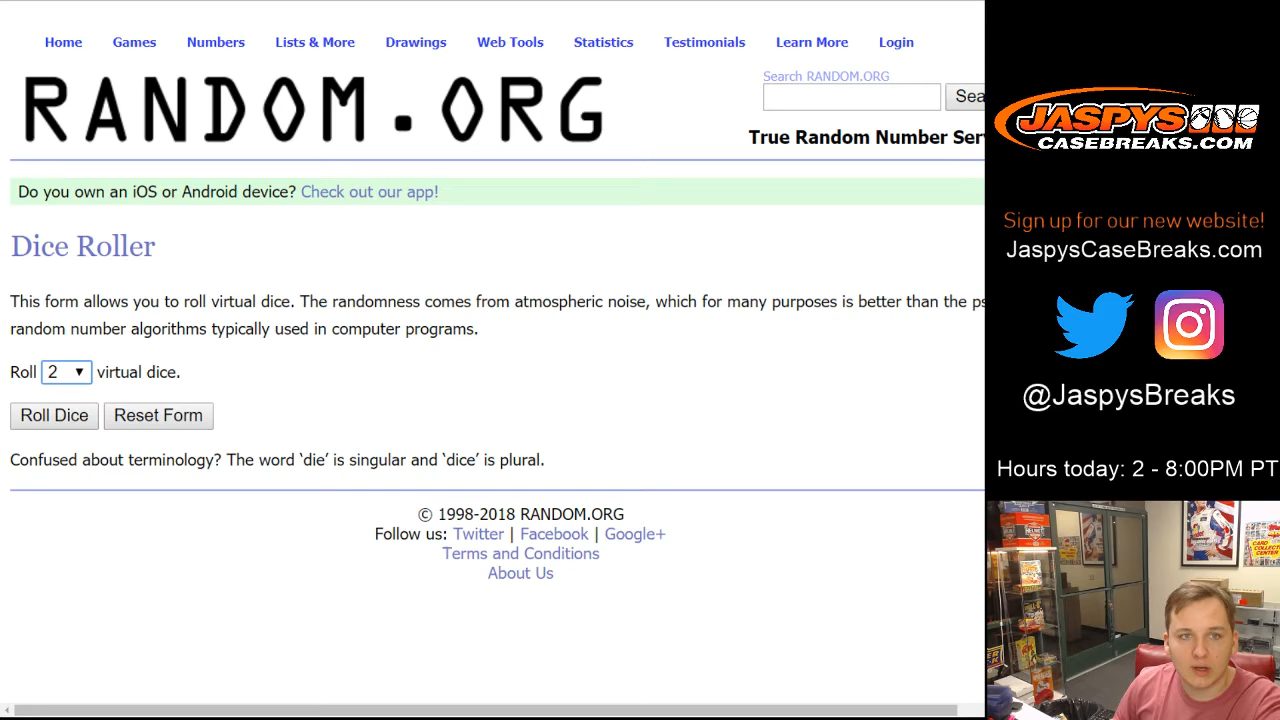 Home Games Numbers Lists & More Drawings Web Tools Statistics Testimonials Learn More Login
RANDOM.ORG
Search RANDOM.ORG
Sea
True Random Number Ser
Do you own an iOS or Android device? Check out our app!
Dice Roller
This form allows you to roll virtual dice. The randomness comes from atmospheric noise, which for many purposes is better than the ps
random number algorithms typically used in computer programs.
Roll 2 virtual dice.
Roll Dice Reset Form
Confused about terminology? The word ‘die’ is singular and ‘dice’ is plural.
© 1998-2018 RANDOM.ORG
Follow us: Twitter | Facebook | Google+
Terms and Conditions
About Us
JASPYS
CASEBREAKS.COM
Sign up for our new website!
JaspysCaseBreaks.com
@JaspysBreaks
Hours today: 2 - 8:00PM PT